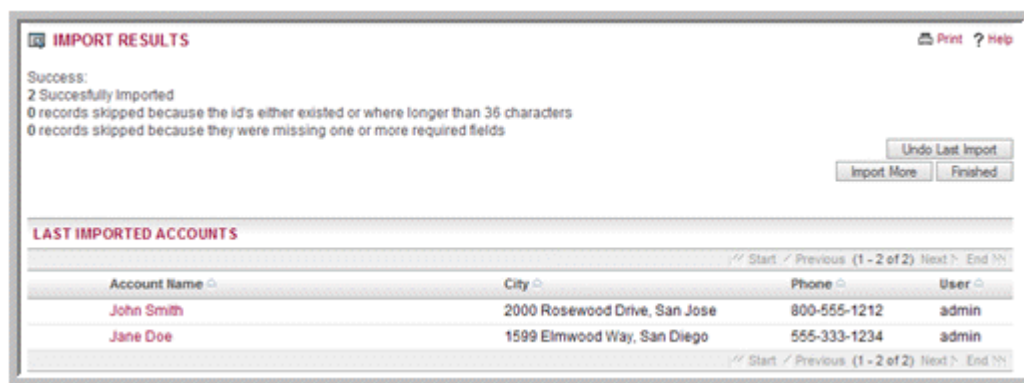 IMPORT RESULTS Print ? Help
Success:
2 Succesfully Imported
0 records skipped because the id's either existed or where longer than 36 characters
0 records skipped because they were missing one or more required fields
Undo Last Import
Import More Finished
LAST IMPORTED ACCOUNTS
Start Previous (1 - 2 of 2) Next End
Account Name City Phone User
John Smith 2000 Rosewood Drive, San Jose 800-555-1212 admin
Jane Doe 1599 Elmwood Way, San Diego 555-333-1234 admin
Start Previous (1 - 2 of 2) Next End